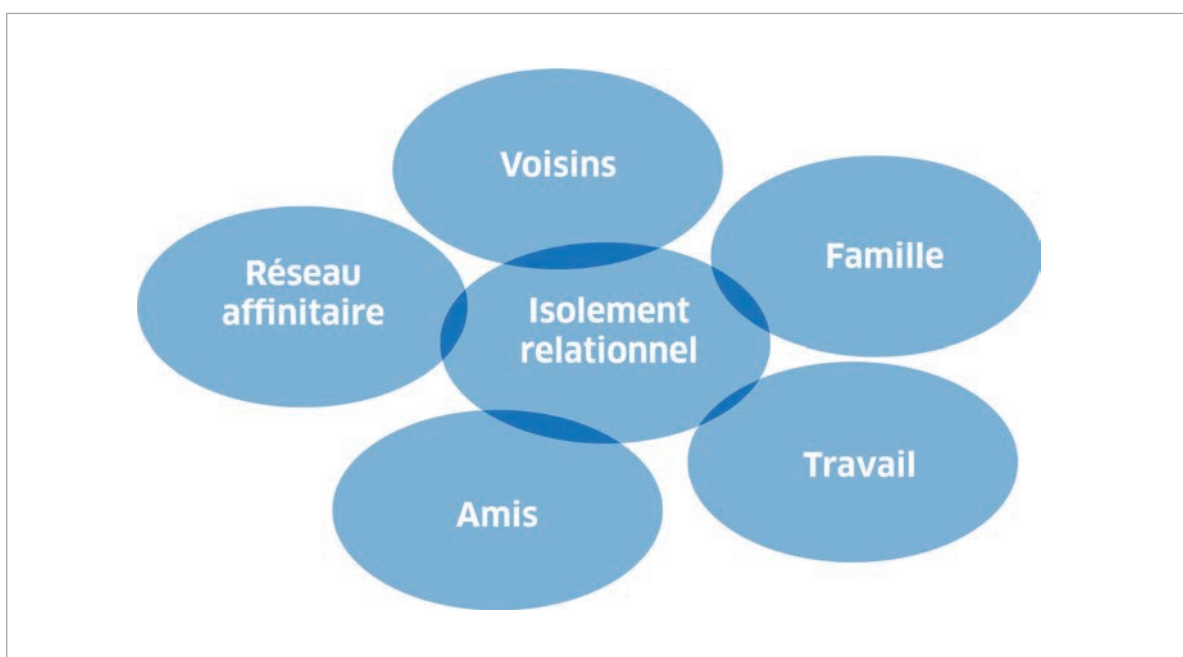 Voisins
Famille
Réseau
affinitaire
Isolement
relationnel
Travail
Amis